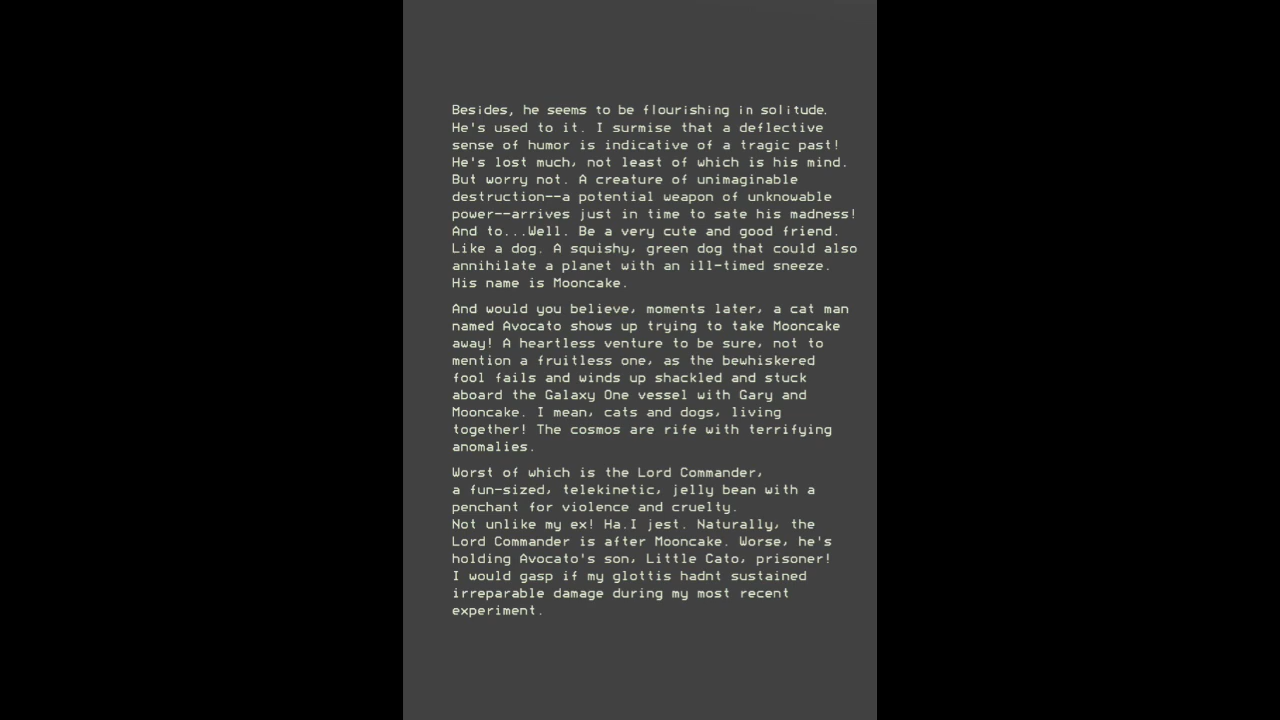 Besides, he seems to be flourishing in solitude.
He's used to it. I surmise that a deflective
sense of humor is indicative of a tragic past!
He's lost much, not least of which is his mind.
But worry not. A creature of unimaginable
destruction--a potential weapon of unknowable
power--arrives just in time to sate his madness!
And to...Well. Be a very cute and good friend.
Like a dog. A squishy, green dog that could also
annihilate a planet with an ill-timed sneeze.
His name is Mooncake.
And would you believe, moments later, a cat man
named Avocato shows up trying to take Mooncake
away! A heartless venture to be sure, not to
mention a fruitless one, as the bewhiskered
fool fails and winds up shackled and stuck
aboard the Galaxy One vessel with Gary and
Mooncake. I mean, cats and dogs, living
together! The cosmos are rife with terrifying
anomalies.
Worst of which is the Lord Commander,
a fun-sized, telekinetic, jelly bean with a
penchant for violence and cruelty.
Not unlike my ex! Ha.I jest. Naturally, the
Lord Commander is after Mooncake. Worse, he's
holding Avocato's son, Little Cato, prisoner!
I would gasp if my glottis hadnt sustained
irreparable damage during my most recent
experiment.